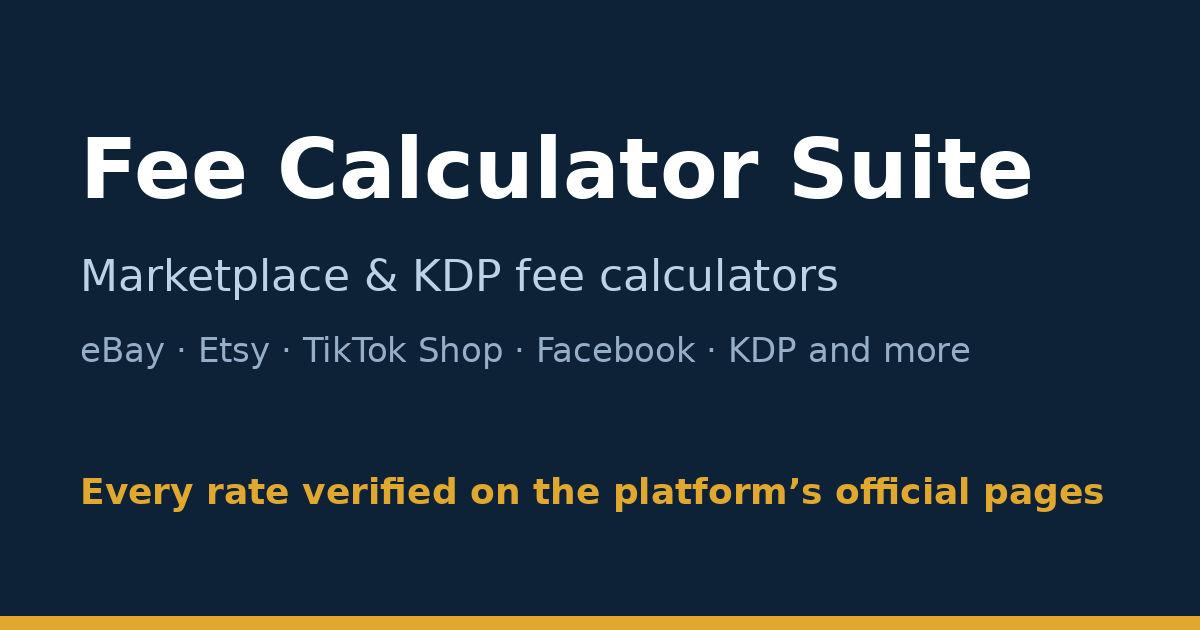 Fee Calculator Suite
Marketplace & KDP fee calculators
eBay · Etsy · TikTok Shop · Facebook · KDP and more
Every rate verified on the platform’s official pages